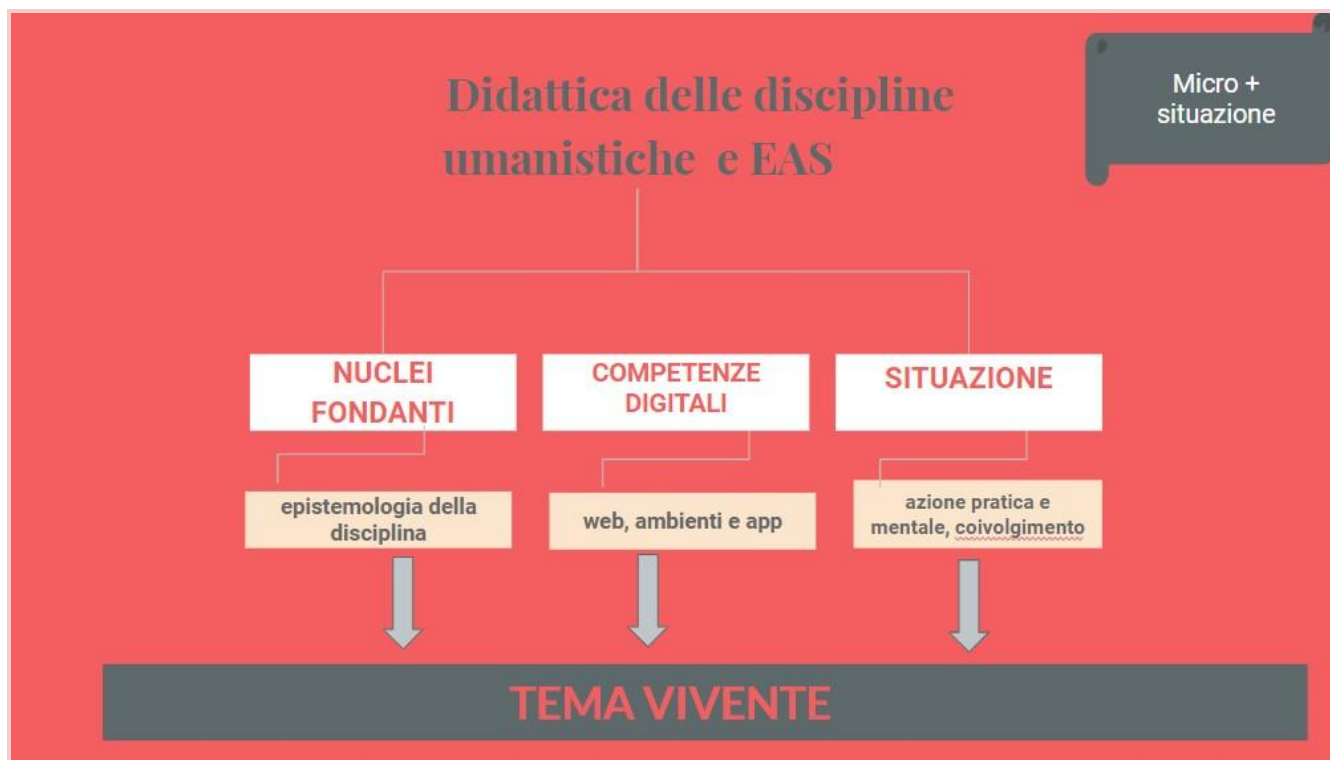 Micro +
situazione
Didattica delle discipline
umanistiche e EAS
NUCLEI
FONDANTI
COMPETENZE
DIGITALI
SITUAZIONE
epistemologia della
disciplina
web, ambienti e app
azione pratica e
mentale, coivolgimento
TEMA VIVENTE